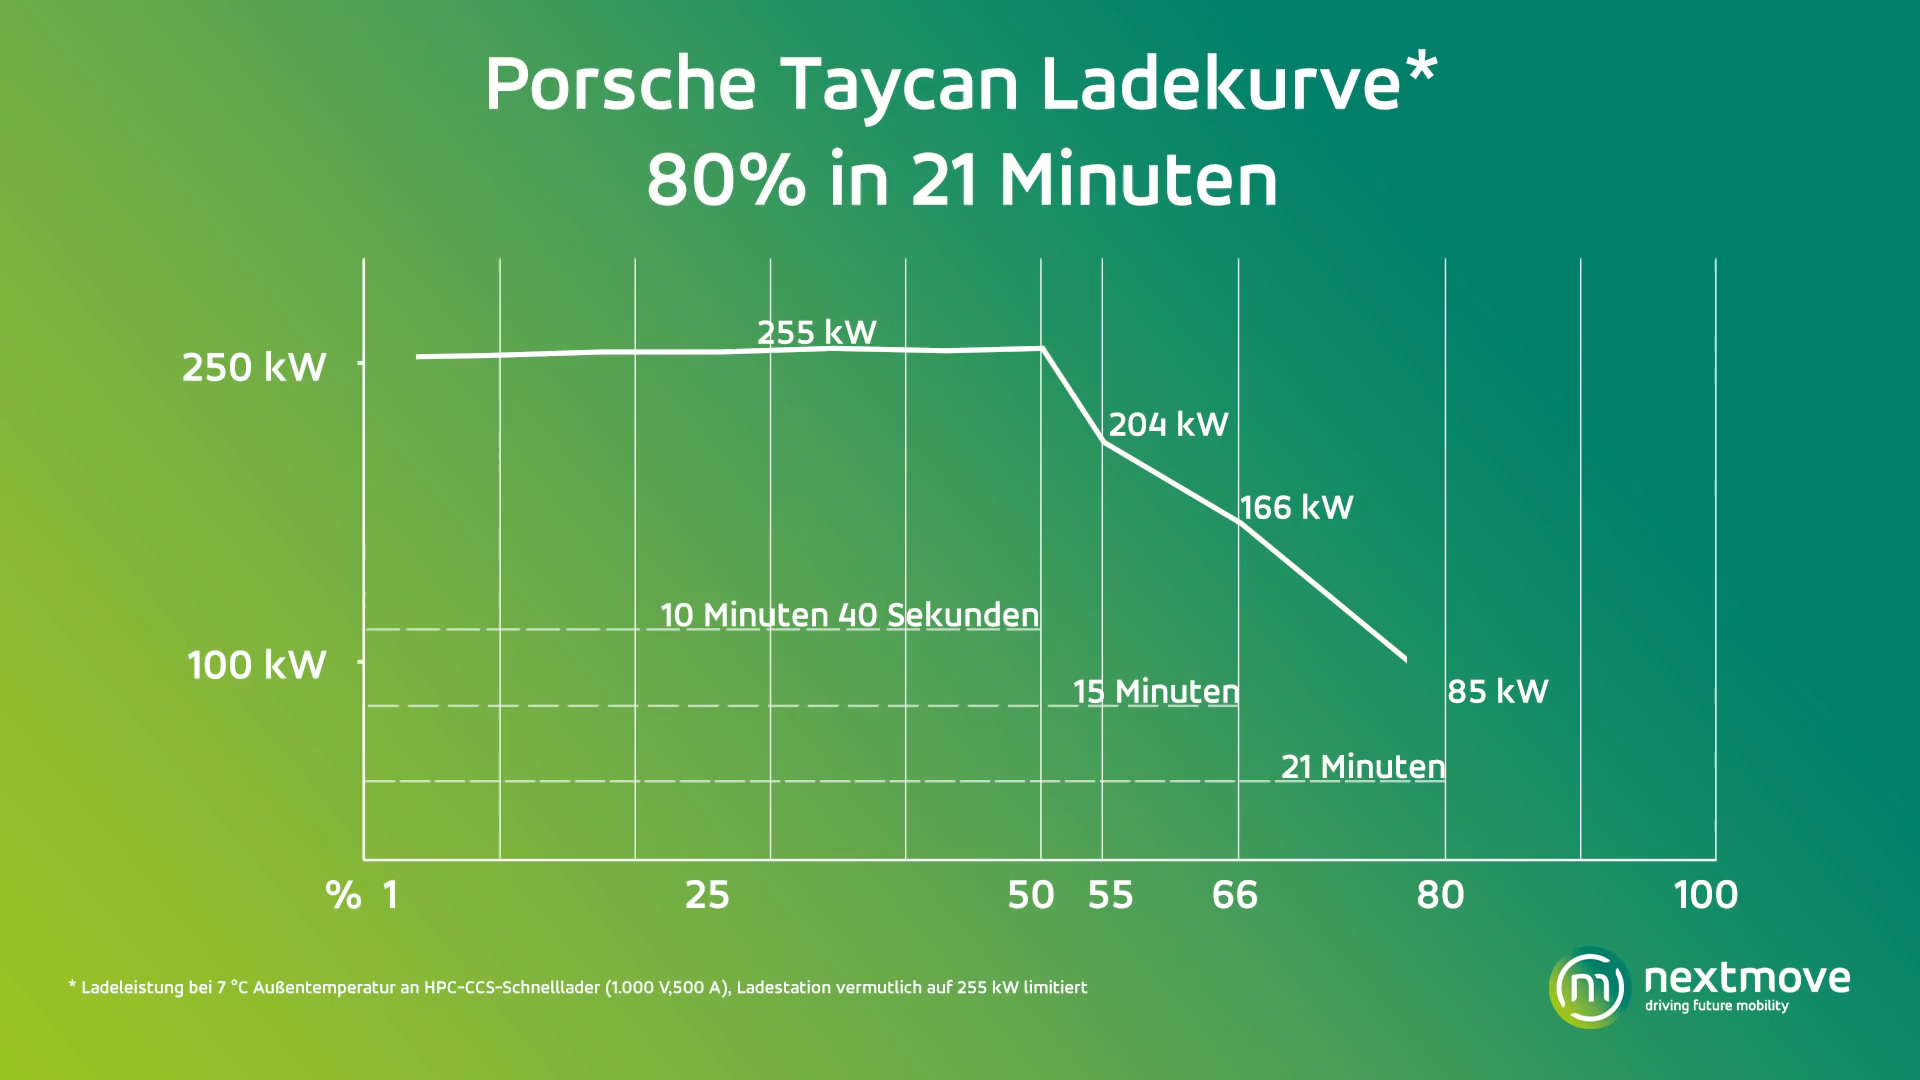 Porsche Taycan Ladekurve*
80% in 21 Minuten
255 kW
250 kW
204 kW
166 kW
10 Minuten 40 Sekunden
100 kW
15 Minuten
85 kW
21 Minuten
% 1 25 50 55 66 80 100
* Ladeleistung bei 7 °C Außentemperatur an HPC-CCS-Schnelllader (1.000 V,500 A), Ladestation vermutlich auf 255 kW limitiert
m nextmove
driving future mobility